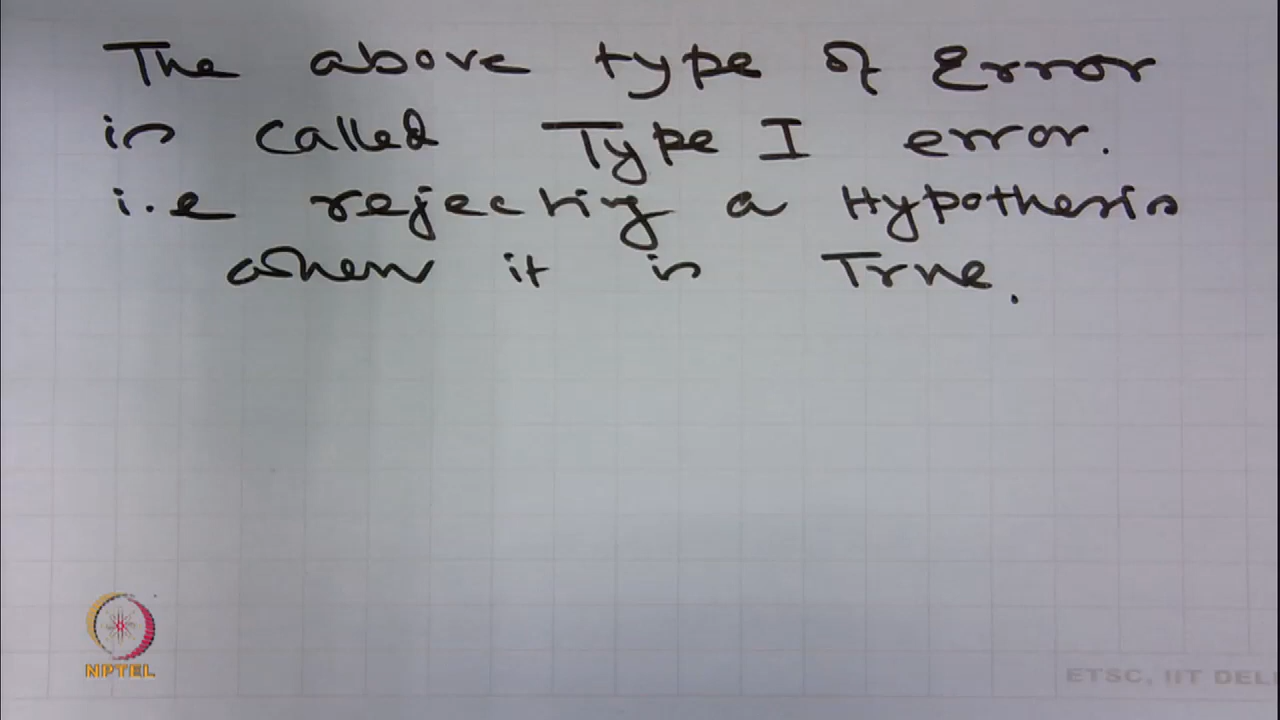 The above type of Error
is called Type I error.
i.e rejecting a Hypothesis
when it is True.
NPTEL
ETSC, IIT DEL